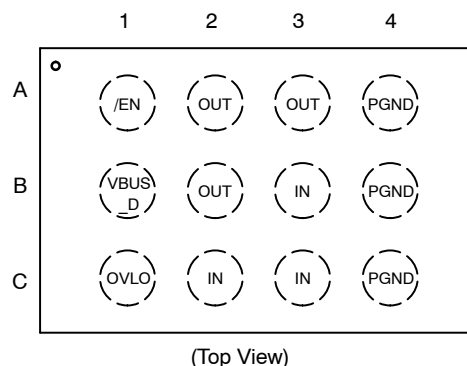 1 2 3 4
A /EN OUT OUT PGND
B VBUS_D OUT IN PGND
C OVLO IN IN PGND
(Top View)